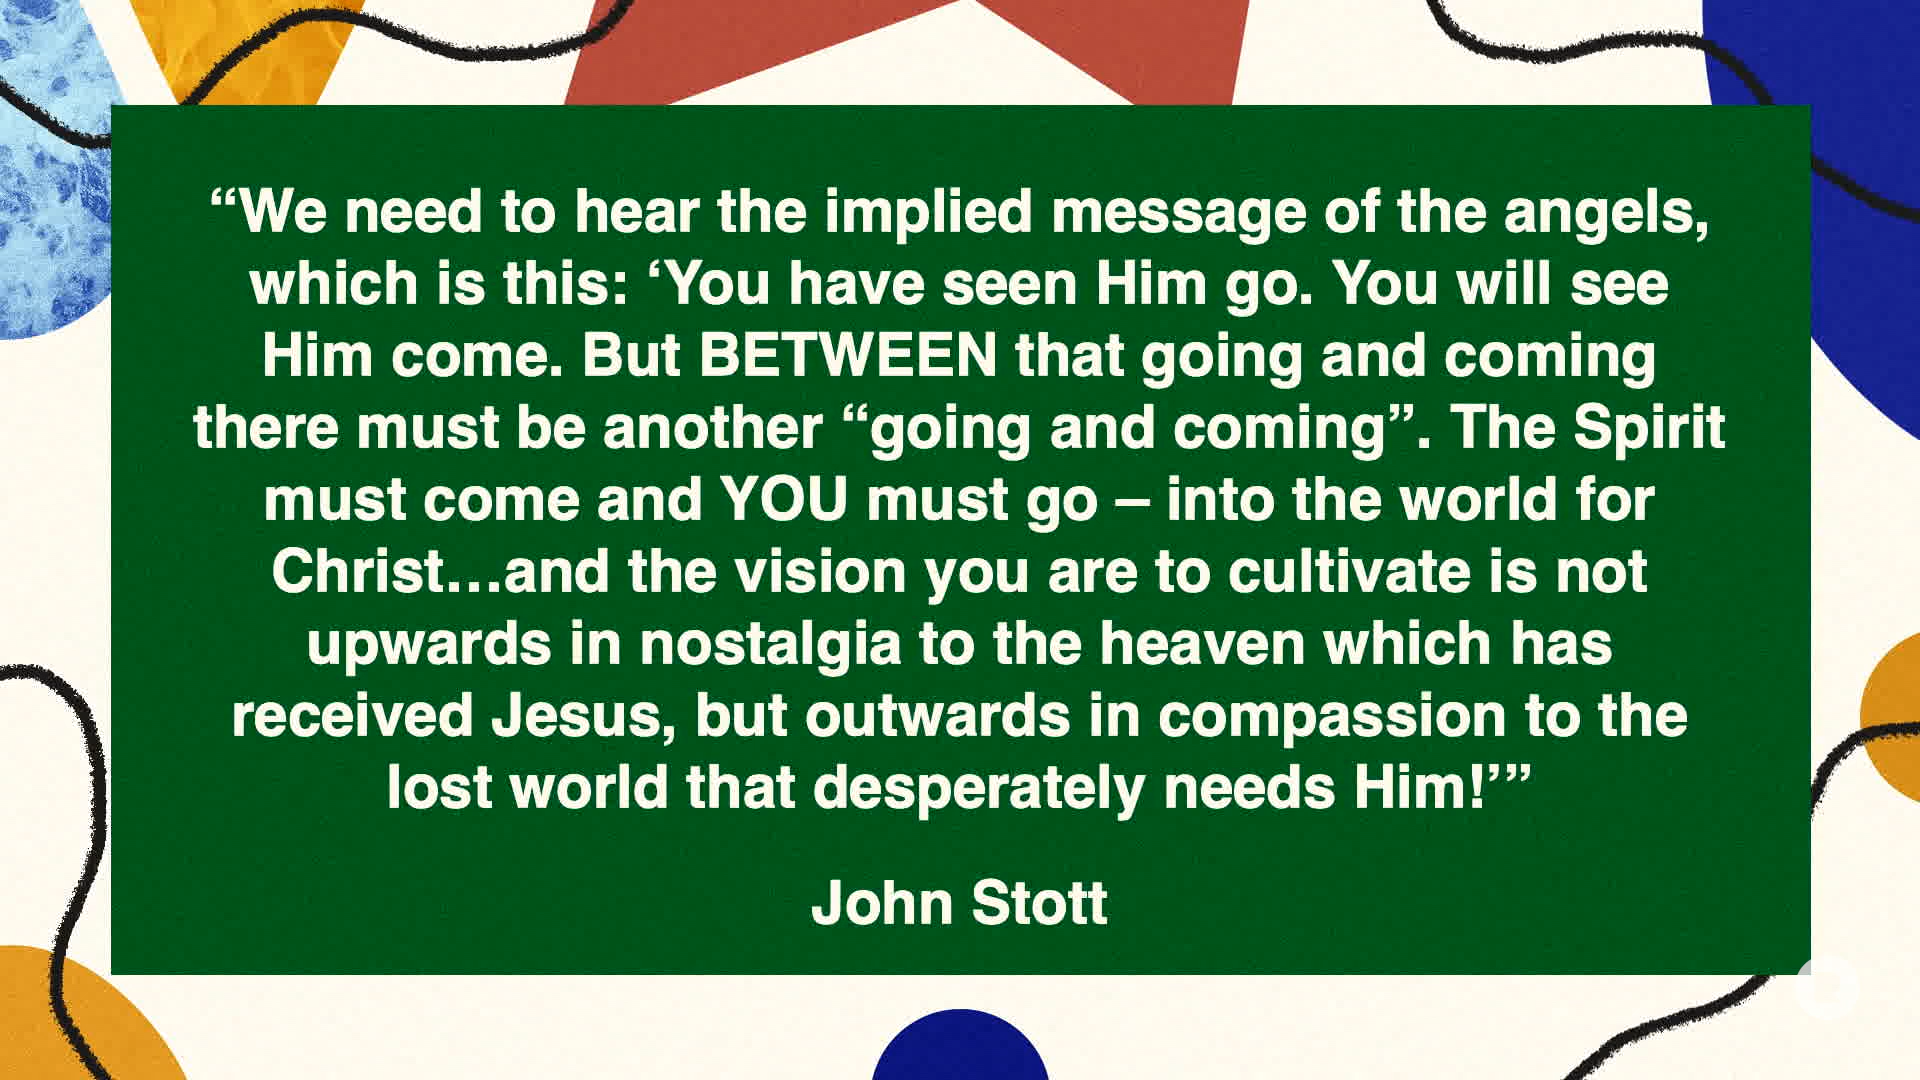 “We need to hear the implied message of the angels,
which is this: ‘You have seen Him go. You will see
Him come. But BETWEEN that going and coming
there must be another “going and coming”. The Spirit
must come and YOU must go – into the world for
Christ...and the vision you are to cultivate is not
upwards in nostalgia to the heaven which has
received Jesus, but outwards in compassion to the
lost world that desperately needs Him!’”
John Stott